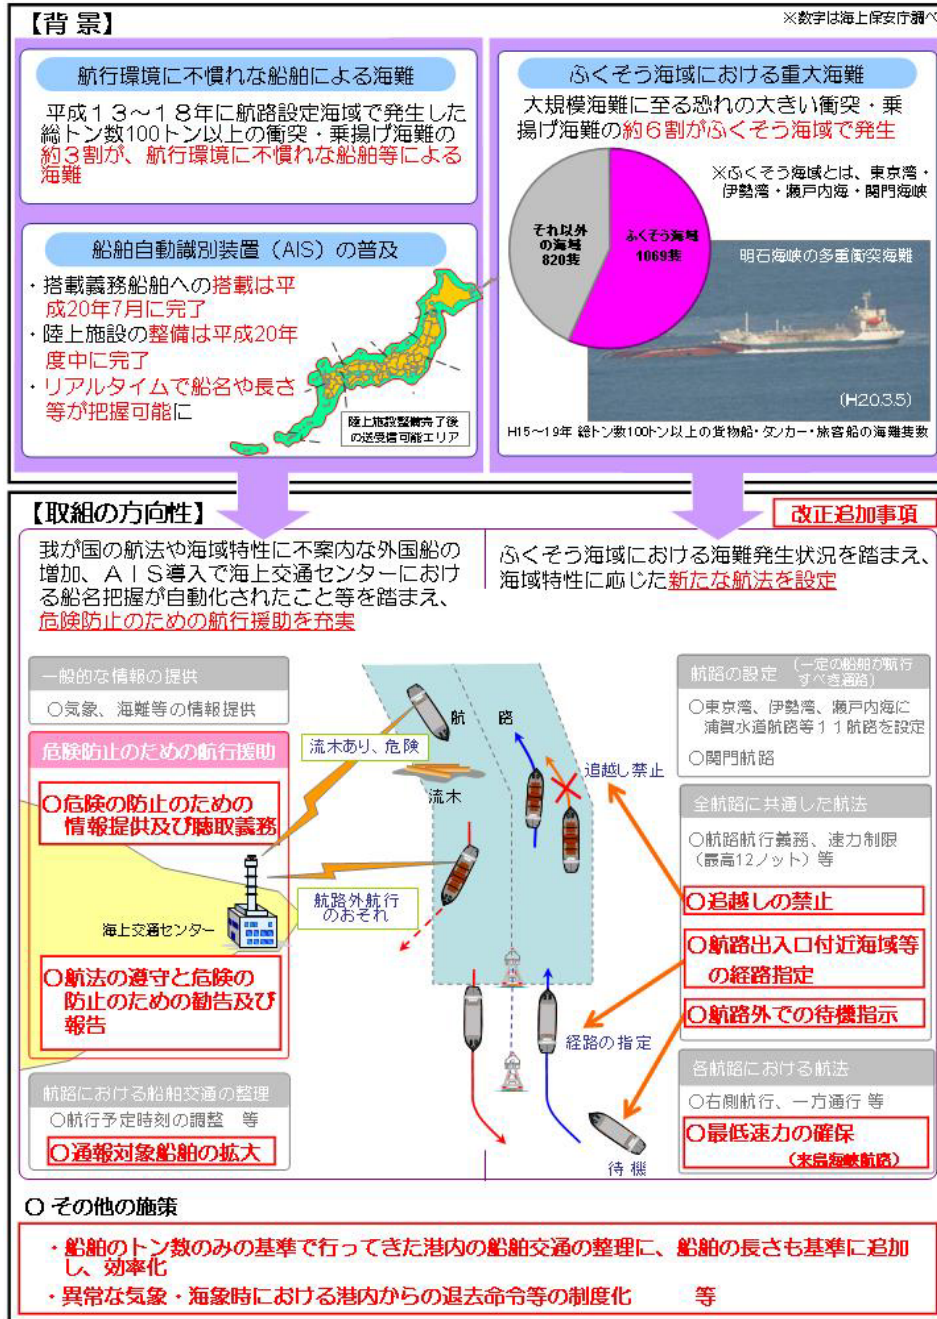 【背 景】
※数字は海上保安庁調べ
航行環境に不慣れな船舶による海難
平成13～18年に航路設定海域で発生した
総トン数100トン以上の衝突・乗揚げ海難の
約3割が、航行環境に不慣れな船舶等による
海難
船舶自動識別装置（AIS）の普及
・搭載義務船舶への搭載は平
成20年7月に完了
・陸上施設の整備は平成20年
度中に完了
・リアルタイムで船名や長さ
等が把握可能に
陸上施設整備完了後
の送受信可能エリア
ふくそう海域における重大海難
大規模海難に至る恐れの大きい衝突・乗
揚げ海難の約6割がふくそう海域で発生
※ふくそう海域とは、東京湾・
伊勢湾・瀬戸内海・関門海峡
それ以外
の海域
820隻
ふくそう海域
1069隻
明石海峡の多重衝突海難
(H20.3.5)
H15～19年 総トン数100トン以上の貨物船・タンカー・旅客船の海難隻数
【取組の方向性】
改正追加事項
我が国の航法や海域特性に不案内な外国船の
増加、AIS導入で海上交通センターにおけ
る船名把握が自動化されたこと等を踏まえ、
危険防止のための航行援助を充実
ふくそう海域における海難発生状況を踏まえ、
海域特性に応じた新たな航法を設定
一般的な情報の提供
○気象、海難等の情報提供
危険防止のための航行援助
○危険の防止のための
情報提供及び聴取義務
海上交通センター
○航法の遵守と危険の
防止のための勧告及び
報告
航路における船舶交通の整理
○航行予定時刻の調整 等
○通報対象船舶の拡大
航 路
流木あり、危険
流木
航路外航行
のおそれ
追越し禁止
経路の指定
待 機
航路の設定 （一定の船舶が航行
すべき通路）
○東京湾、伊勢湾、瀬戸内海に
浦賀水道航路等11航路を設定
○関門航路
全航路に共通した航法
○航路航行義務、速力制限
（最高12ノット）等
○追越しの禁止
○航路出入口付近海域等
の経路指定
○航路外での待機指示
各航路における航法
○右側航行、一方通行 等
○最低速力の確保
（来島海峡航路）
○ その他の施策
・船舶のトン数のみの基準で行ってきた港内の船舶交通の整理に、船舶の長さも基準に追加
し、効率化
・異常な気象・海象時における港内からの退去命令等の制度化 等